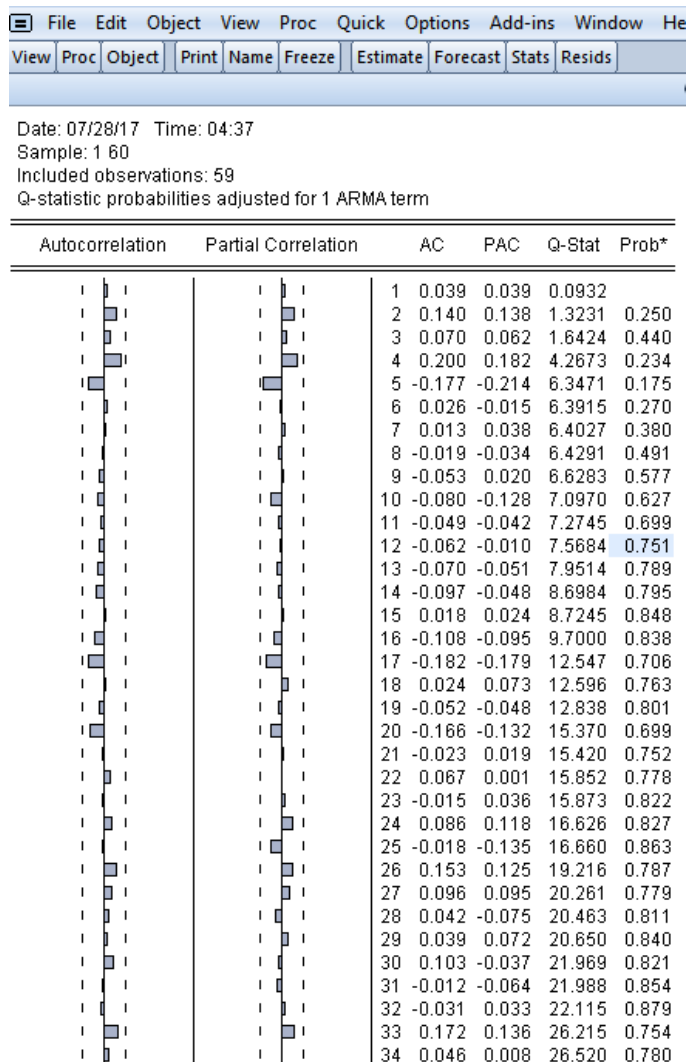 File Edit Object View Proc Quick Options Add-ins Window He
View Proc Object Print Name Freeze Estimate Forecast Stats Resids
Date: 07/28/17 Time: 04:37
Sample: 1 60
Included observations: 59
Q-statistic probabilities adjusted for 1 ARMA term
Autocorrelation Partial Correlation AC PAC Q-Stat Prob*
1 0.039 0.039 0.0932
2 0.140 0.138 1.3231 0.250
3 0.070 0.062 1.6424 0.440
4 0.200 0.182 4.2673 0.234
5 -0.177 -0.214 6.3471 0.175
6 0.026 -0.015 6.3915 0.270
7 0.013 0.038 6.4027 0.380
8 -0.019 -0.034 6.4291 0.491
9 -0.053 0.020 6.6283 0.577
10 -0.080 -0.128 7.0970 0.627
11 -0.049 -0.042 7.2745 0.699
12 -0.062 -0.010 7.5684 0.751
13 -0.070 -0.051 7.9514 0.789
14 -0.097 -0.048 8.6984 0.795
15 0.018 0.024 8.7245 0.848
16 -0.108 -0.095 9.7000 0.838
17 -0.182 -0.179 12.547 0.706
18 0.024 0.073 12.596 0.763
19 -0.052 -0.048 12.838 0.801
20 -0.166 -0.132 15.370 0.699
21 -0.023 0.019 15.420 0.752
22 0.067 0.001 15.852 0.778
23 -0.015 0.036 15.873 0.822
24 0.086 0.118 16.626 0.827
25 -0.018 -0.135 16.660 0.863
26 0.153 0.125 19.216 0.787
27 0.096 0.095 20.261 0.779
28 0.042 -0.075 20.463 0.811
29 0.039 0.072 20.650 0.840
30 0.103 -0.037 21.969 0.821
31 -0.012 -0.064 21.988 0.854
32 -0.031 0.033 22.115 0.879
33 0.172 0.136 26.215 0.754
34 0.046 0.008 26.520 0.780